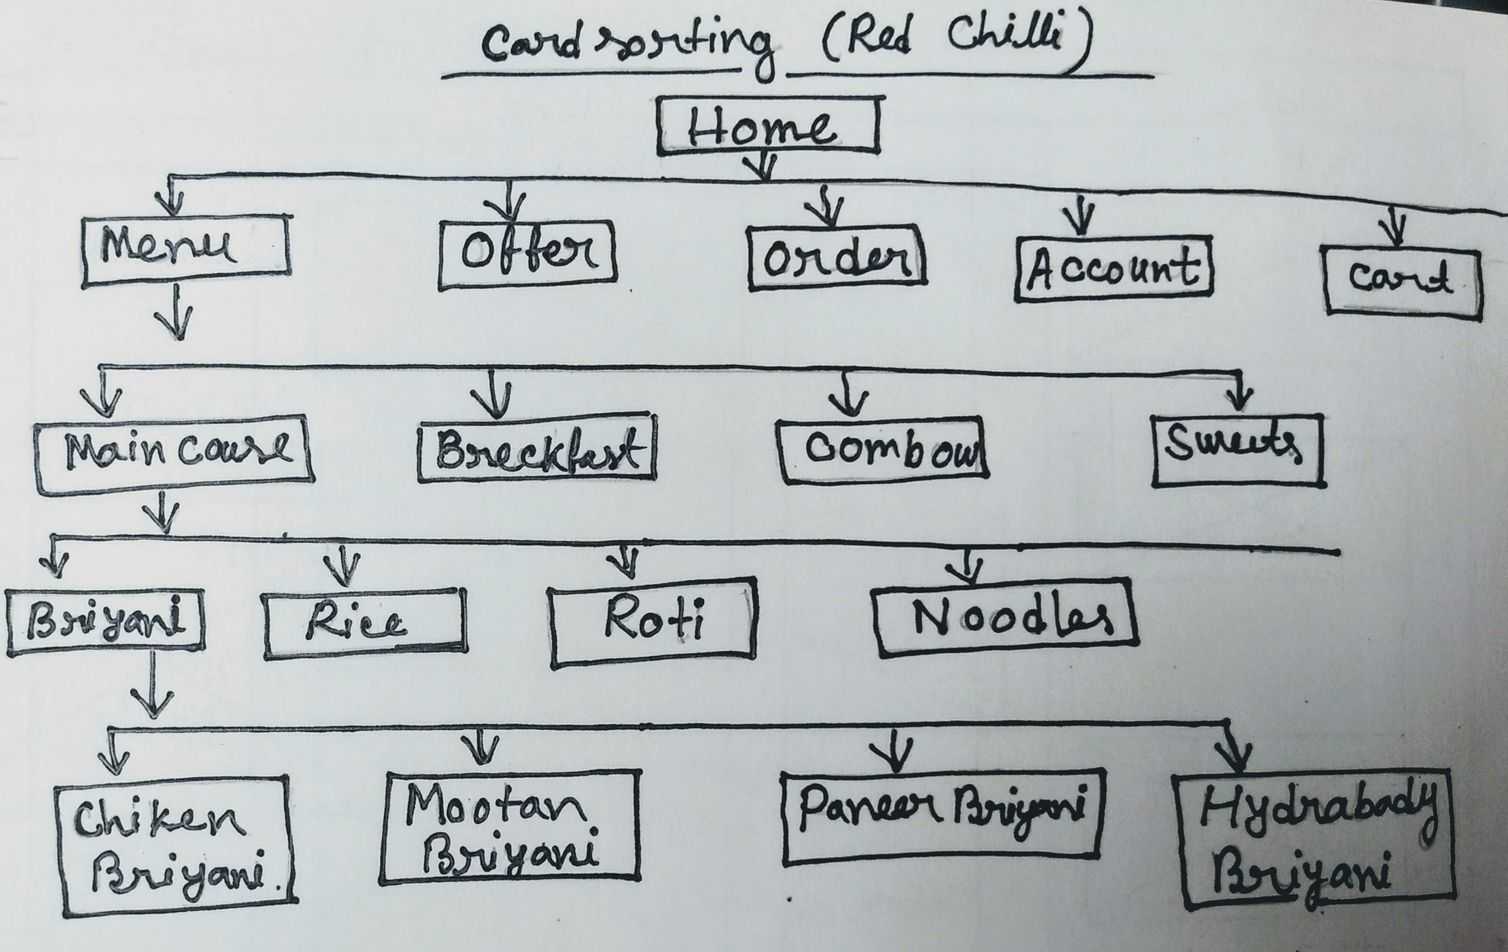 Card sorting (Red Chilli)
Home
Menu
Offer
Order
Account
Card
Main Couse
Breckfast
Combow
Sweets
Briyani
Rice
Roti
Noodles
Chiken
Briyani.
Mootan
Briyani
Paneer Briyani
Hydrabady
Briyani